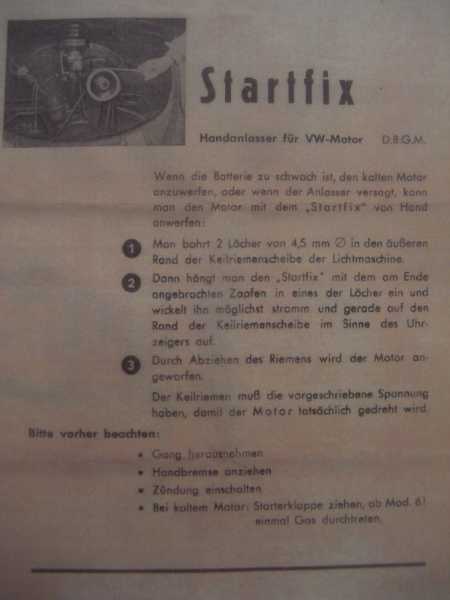 Startfix
Handanlasser für VW-Motor D.B.G.M.
Wenn die Batterie zu schwach ist, den kalten Motor
anzuwerfen, oder wenn der Anlasser versagt, kann
man den Motor mit dem „Startfix" von Hand
anwerfen:
1 Man bohrt 2 Löcher von 4,5 mm Ø in den äußeren
Rand der Keilriemenscheibe der Lichtmaschine.
2 Dann hängt man den „Startfix" mit dem am Ende
angebrachten Zapfen in eines der Löcher ein und
wickelt ihn möglichst stramm und gerade auf den
Rand der Keilriemenscheibe im Sinne des Uhr-
zeigers auf.
3 Durch Abziehen des Riemens wird der Motor an-
geworfen.
Der Keilriemen muß die vorgeschriebene Spannung
haben, damit der Motor tatsächlich gedreht wird.
Bitte vorher beachten:
• Gang herausnehmen
• Handbremse anziehen
• Zündung einschalten
• Bei kaltem Motor: Starterklappe ziehen, ab Mod. 61
einmal Gas durchtreten.